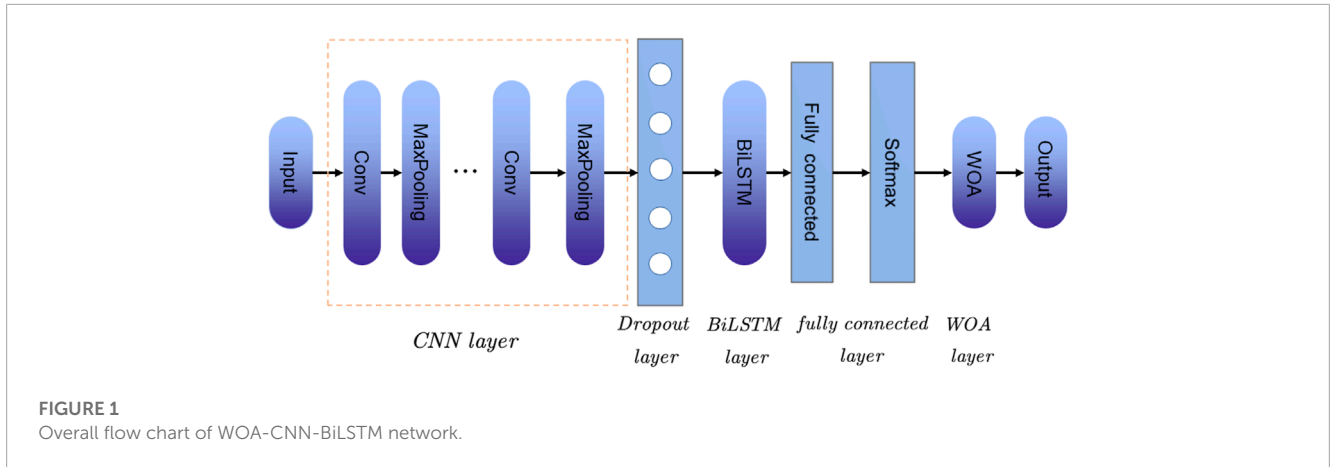 Input
Conv
MaxPooling
...
Conv
MaxPooling
BiLSTM
Fully connected
Softmax
WOA
Output
CNN layer
Dropout
layer
BiLSTM
layer
fully connected
layer
WOA
layer
FIGURE 1
Overall flow chart of WOA-CNN-BiLSTM network.